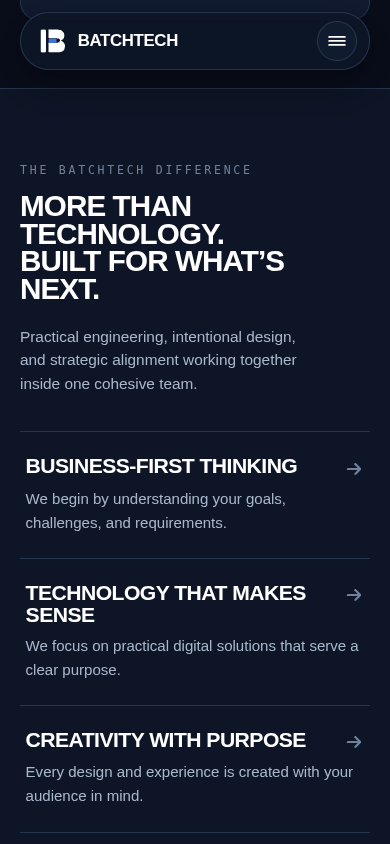 BATCHTECH
THE BATCHTECH DIFFERENCE
MORE THAN
TECHNOLOGY.
BUILT FOR WHAT’S
NEXT.
Practical engineering, intentional design,
and strategic alignment working together
inside one cohesive team.
BUSINESS-FIRST THINKING
We begin by understanding your goals,
challenges, and requirements.
TECHNOLOGY THAT MAKES
SENSE
We focus on practical digital solutions that serve a
clear purpose.
CREATIVITY WITH PURPOSE
Every design and experience is created with your
audience in mind.